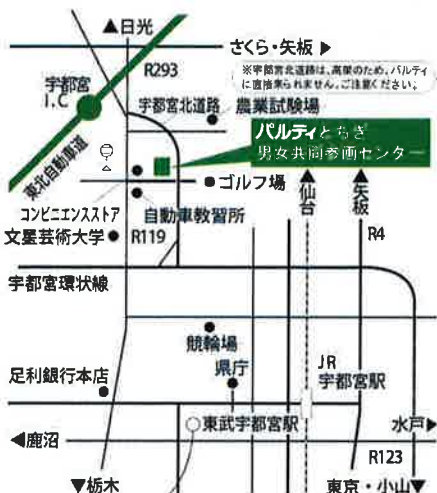 ▲日光
さくら・矢板 ▶
R293
※宇都宮北道路は、高架のため、パルティ
に直接来られません。ご注意ください。
宇都宮
I.C
宇都宮北道路
農業試験場
東北自動車道
パルティとちぎ
男女共同参画センター
ゴルフ場
▲仙台
▲矢板
コンビニエンスストア
自動車教習所
文星芸術大学
R119
R4
宇都宮環状線
競輪場
県庁
JR
宇都宮駅
足利銀行本店
東武宇都宮駅
水戸▶
◀鹿沼
R123
▼栃木
東京・小山▼